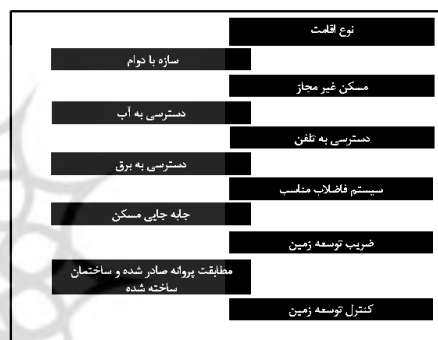 نوع اقامت
سازه با دوام
مسکن غیر مجاز
دسترسی به آب
دسترسی به تلفن
دسترسی به برق
سیستم فاضلاب مناسب
جابه جایی مسکن
ضریب توسعه زمین
مطابقت پروانه صادر شده و ساختمان
ساخته شده
کنترل توسعه زمین